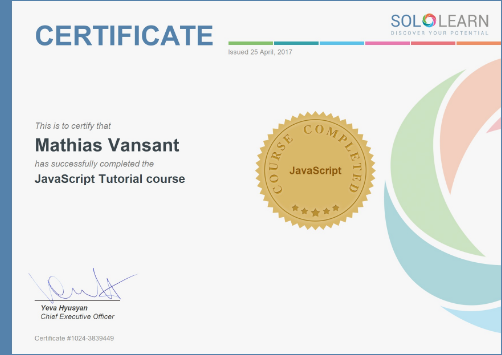 CERTIFICATE
SOLOLEARN
DISCOVER YOUR POTENTIAL
Issued 25 April, 2017
This is to certify that
Mathias Vansant
has successfully completed the
JavaScript Tutorial course
COURSE COMPLETED
JavaScript
Yeva Hyusyan
Chief Executive Officer
Certificate #1024-3839449